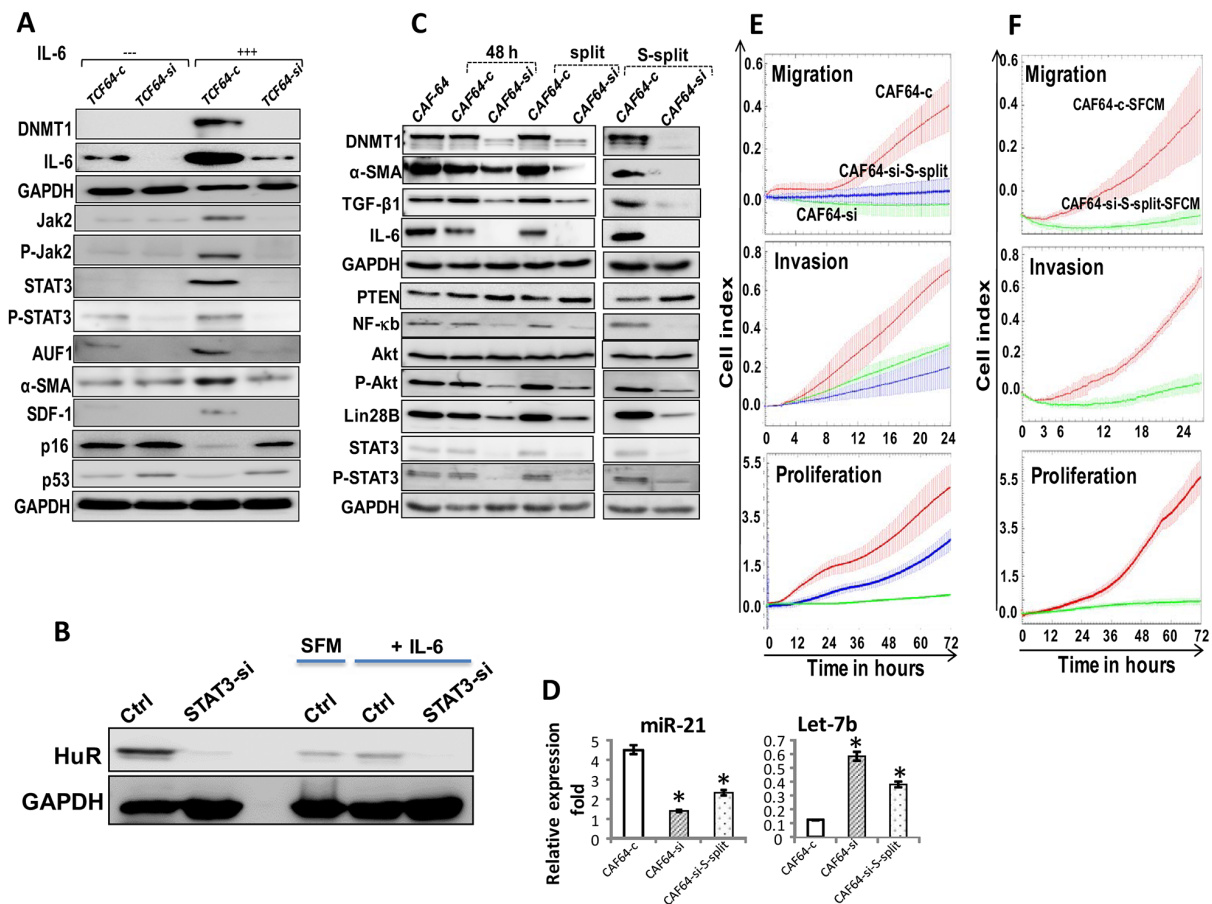 A
IL-6 --- +++
TCF64-c TCF64-si TCF64-c TCF64-si
DNMT1
IL-6
GAPDH
Jak2
P-Jak2
STAT3
P-STAT3
AUF1
α-SMA
SDF-1
p16
p53
GAPDH
B
SFM + IL-6
Ctrl STAT3-si Ctrl Ctrl STAT3-si
HuR
GAPDH
C
48 h split S-split
CAF-64 CAF64-c CAF64-si CAF64-c CAF64-si CAF64-c CAF64-si
DNMT1
α-SMA
TGF-β1
IL-6
GAPDH
PTEN
NF-κb
Akt
P-Akt
Lin28B
STAT3
P-STAT3
GAPDH
D
miR-21
Relative expression
fold
5
4
3
2
1
0
CAF64-c CAF64-si CAF64-si-S-split
* *
Let-7b
0.7
0.6
0.5
0.4
0.3
0.2
0.1
0.1
CAF64-c CAF64-si CAF64-si-S-split
* *
E
Cell index
Migration
CAF64-c
CAF64-si-S-split
CAF64-si
0.6
0.4
0.2
0.0
Invasion
0.8
0.6
0.4
0.2
0.0
0 4 8 12 16 20 24
Proliferation
5.5
3.5
1.5
0.0
0 12 24 36 48 60 72
Time in hours
F
Cell index
Migration
CAF64-c-SFCM
CAF64-si-S-split-SFCM
0.6
0.4
0.2
0.0
Invasion
0.8
0.6
0.4
0.2
0.0
0 3 6 12 18 24
Proliferation
5.5
3.5
1.5
0.0
0 12 24 36 48 60 72
Time in hours